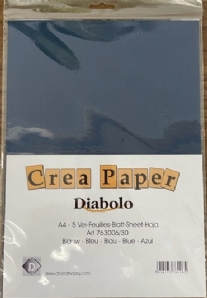 Crea Paper
Diabolo
A4 - 5 Vel-Feuilles-Blatt-Sheet-Hoja
Art 763006/30
Blauw - Bleu - Blau - Blue - Azul
D